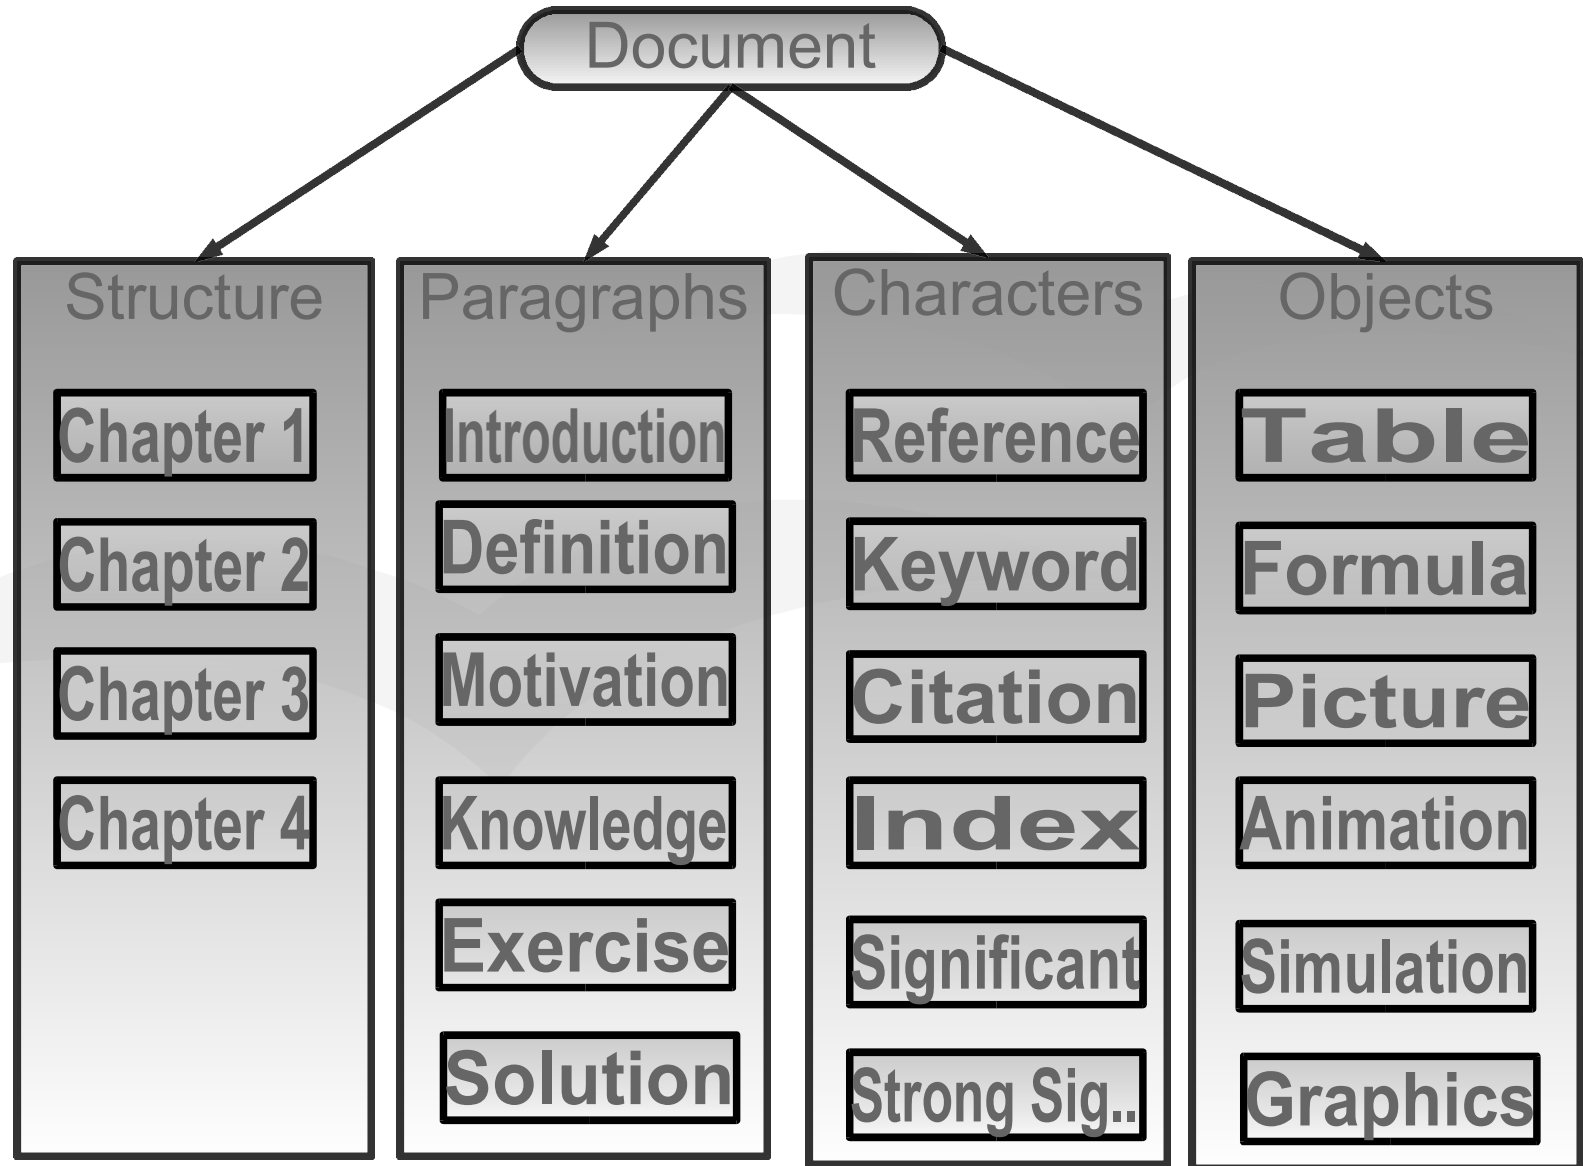 Document
Structure
Chapter 1
Chapter 2
Chapter 3
Chapter 4
Paragraphs
Introduction
Definition
Motivation
Knowledge
Exercise
Solution
Characters
Reference
Keyword
Citation
Index
Significant
Strong Sig..
Objects
Table
Formula
Picture
Animation
Simulation
Graphics